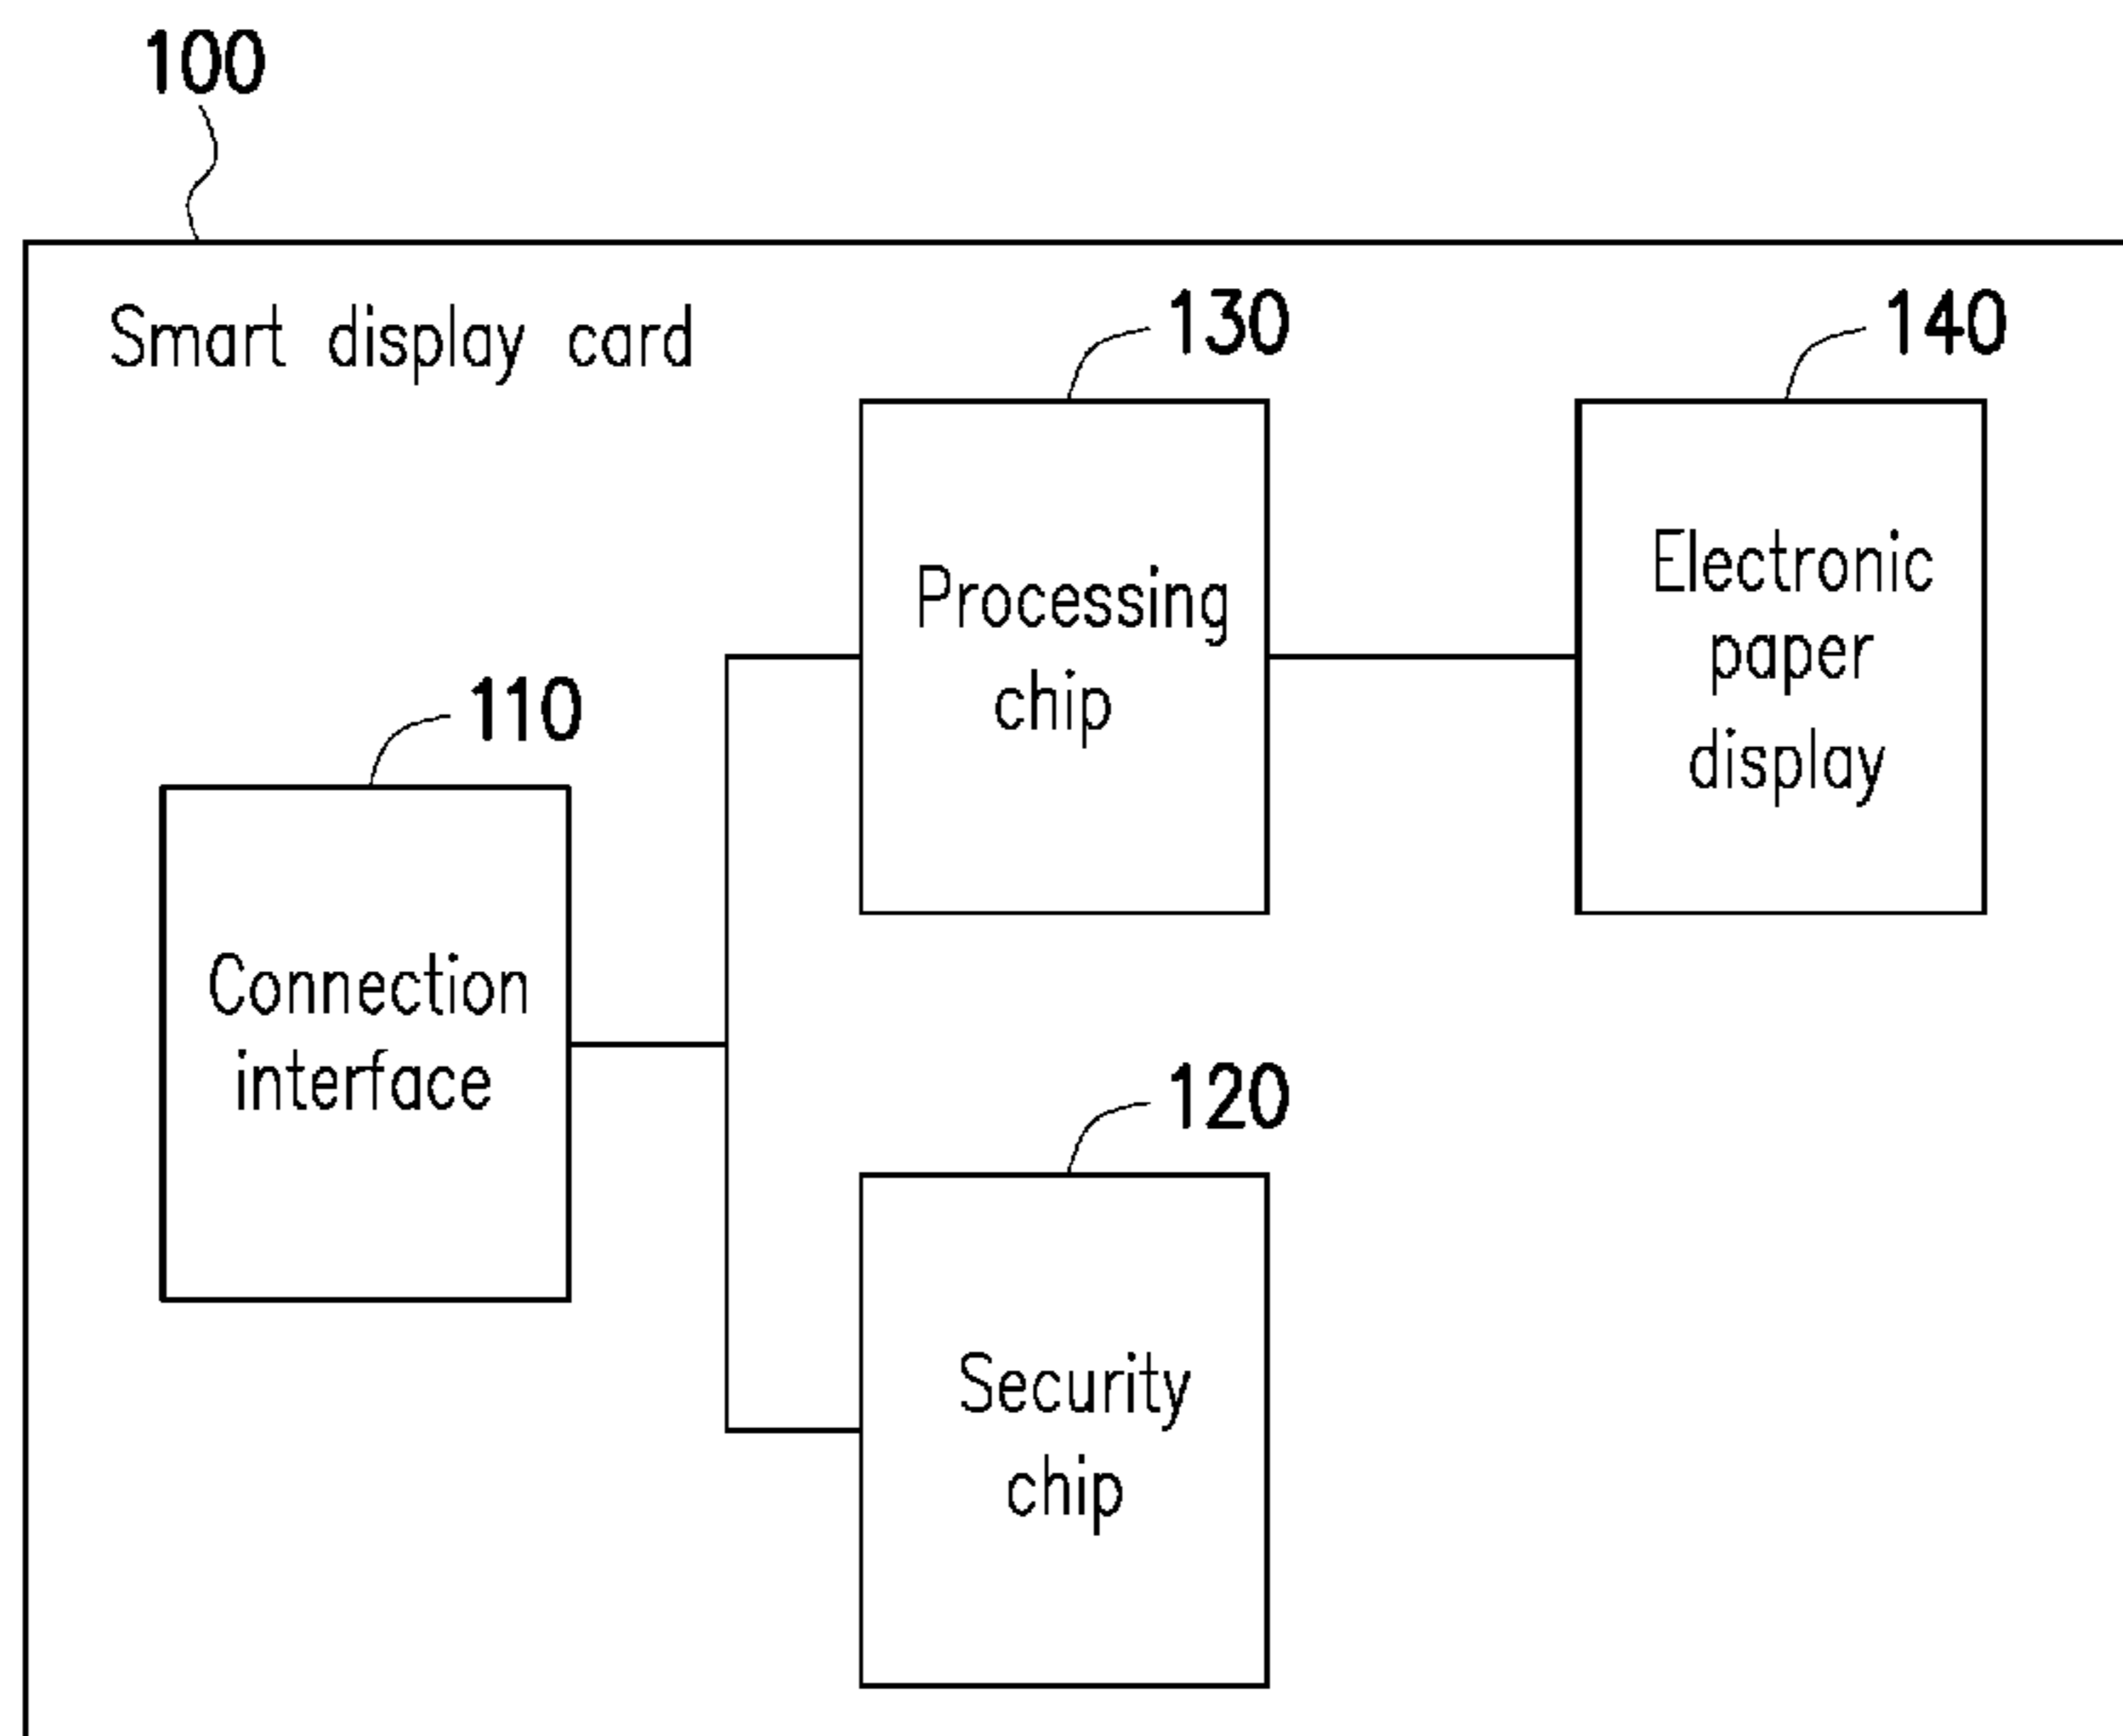 100
Smart display card
130
140
Processing
chip
Electronic
paper
display
110
Connection
interface
120
Security
chip